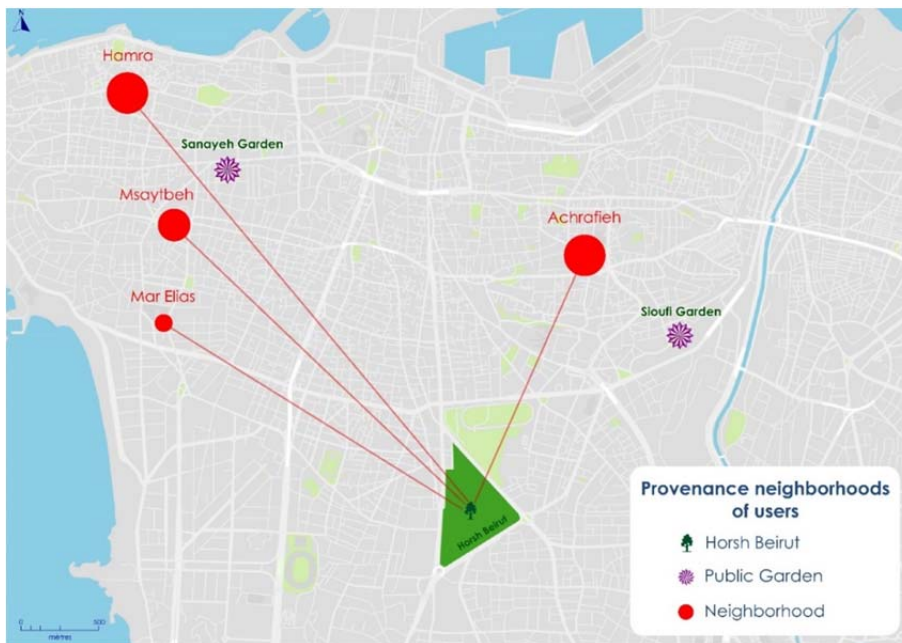 Hamra
Sanayeh Garden
Msaytbeh
Achrafieh
Mar Elias
Sioufi Garden
Horsh Beirut
Provenance neighborhoods
of users
Horsh Beirut
Public Garden
Neighborhood
0 500
mètres